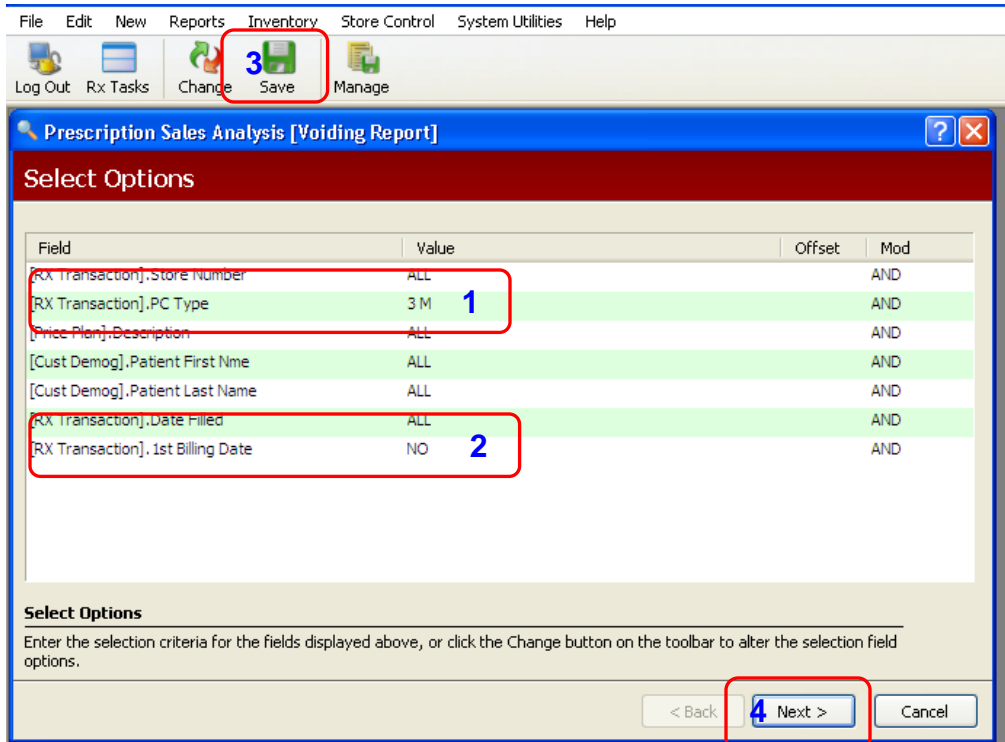 File Edit New Reports Inventory Store Control System Utilities Help
3
Log Out Rx Tasks Change Save Manage
Prescription Sales Analysis [Voiding Report]
Select Options
Field Value Offset Mod
[RX Transaction].Store Number ALL AND
[RX Transaction].PC Type 3 M 1 AND
[Price Plan].Description ALL AND
[Cust Demog].Patient First Nme ALL AND
[Cust Demog].Patient Last Name ALL AND
[RX Transaction].Date Filled ALL AND
[RX Transaction].1st Billing Date NO 2 AND
Select Options
Enter the selection criteria for the fields displayed above, or click the Change button on the toolbar to alter the selection field
options.
< Back 4 Next > Cancel